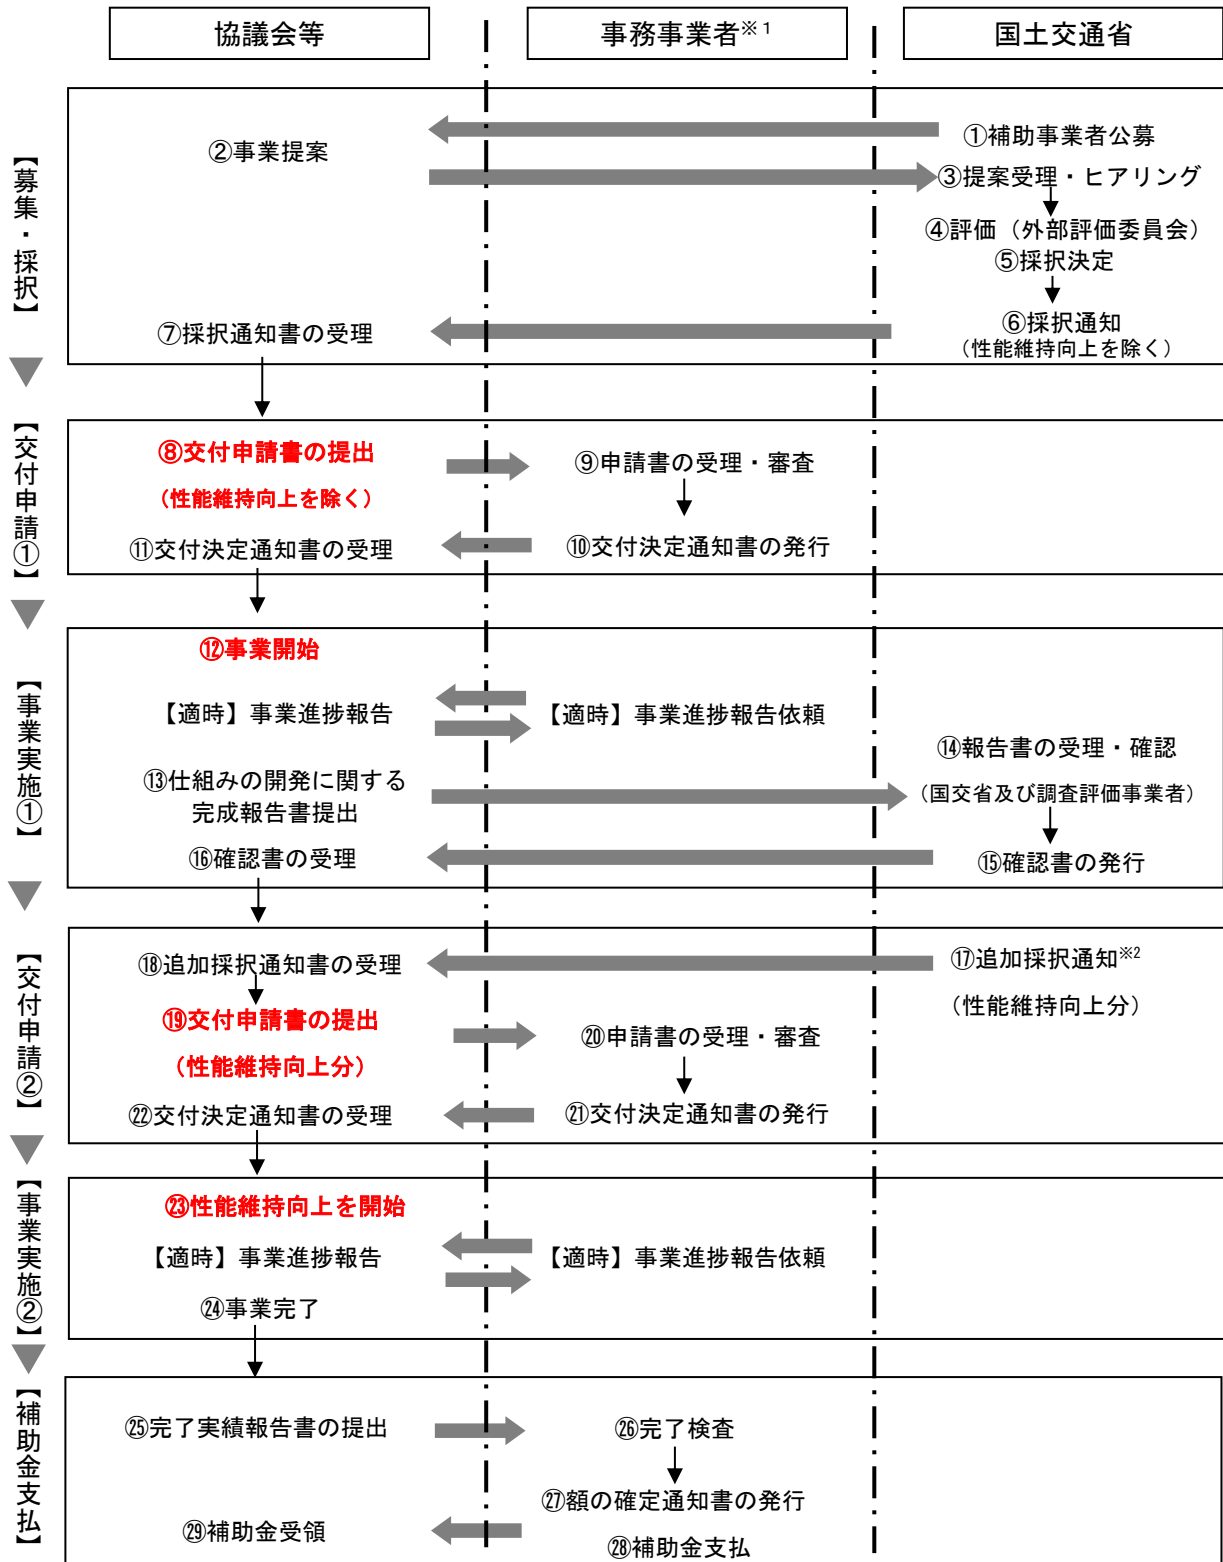 協議会等
事務事業者※1
国土交通省
【募集・採択】
①補助事業者公募
②事業提案
③提案受理・ヒアリング
④評価（外部評価委員会）
⑤採択決定
⑥採択通知
（性能維持向上を除く）
⑦採択通知書の受理
【交付申請①】
⑧交付申請書の提出
（性能維持向上を除く）
⑨申請書の受理・審査
⑩交付決定通知書の発行
⑪交付決定通知書の受理
【事業実施①】
⑫事業開始
【適時】事業進捗報告
【適時】事業進捗報告依頼
⑬仕組みの開発に関する
完成報告書提出
⑭報告書の受理・確認
（国交省及び調査評価事業者）
⑮確認書の発行
⑯確認書の受理
【交付申請②】
⑰追加採択通知※2
（性能維持向上分）
⑱追加採択通知書の受理
⑲交付申請書の提出
（性能維持向上分）
⑳申請書の受理・審査
㉑交付決定通知書の発行
㉒交付決定通知書の受理
【事業実施②】
㉓性能維持向上を開始
【適時】事業進捗報告
【適時】事業進捗報告依頼
㉔事業完了
【補助金支払】
㉕完了実績報告書の提出
㉖完了検査
㉗額の確定通知書の発行
㉘補助金支払
㉙補助金受領